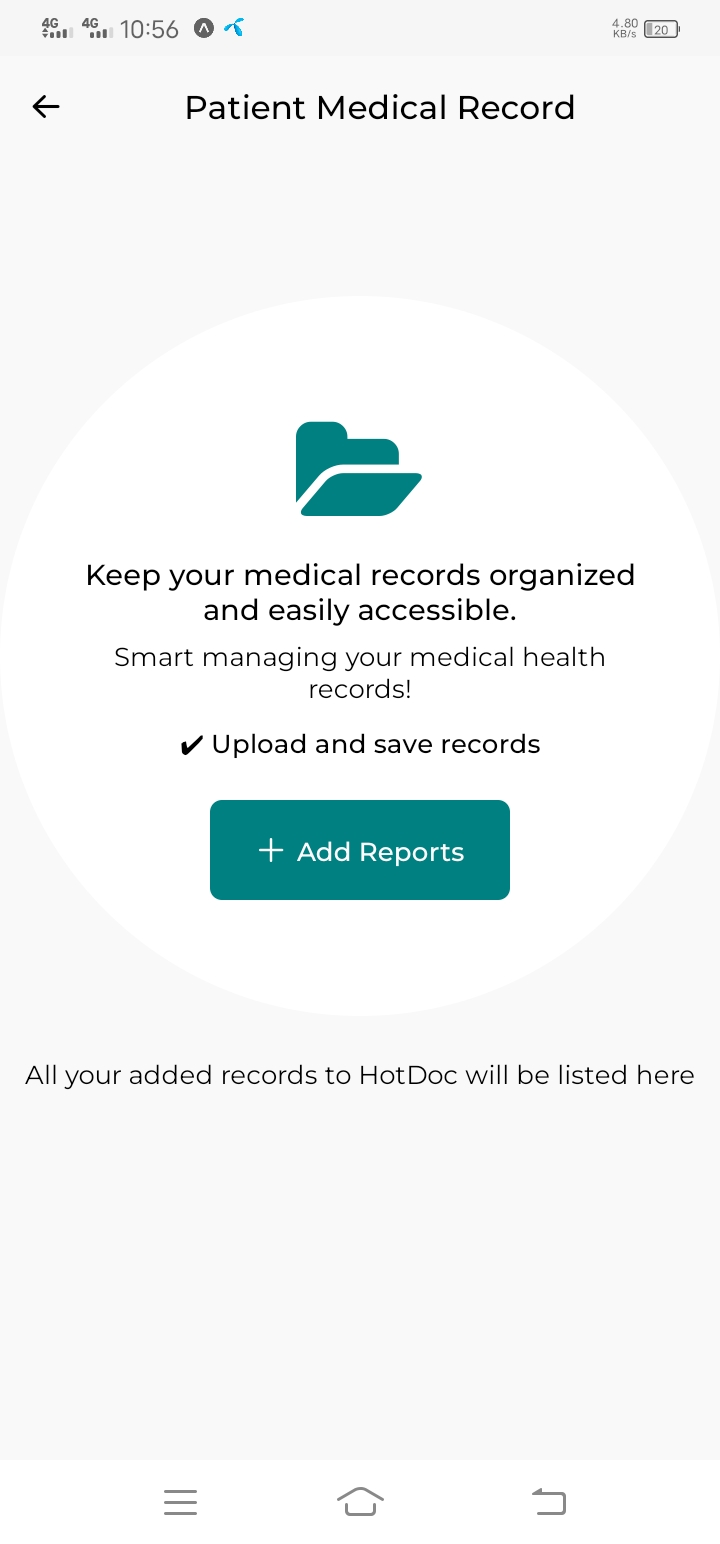 4G 4G 10:56 4.80 KB/s 20
Patient Medical Record
Keep your medical records organized
and easily accessible.
Smart managing your medical health
records!
✔ Upload and save records
+ Add Reports
All your added records to HotDoc will be listed here